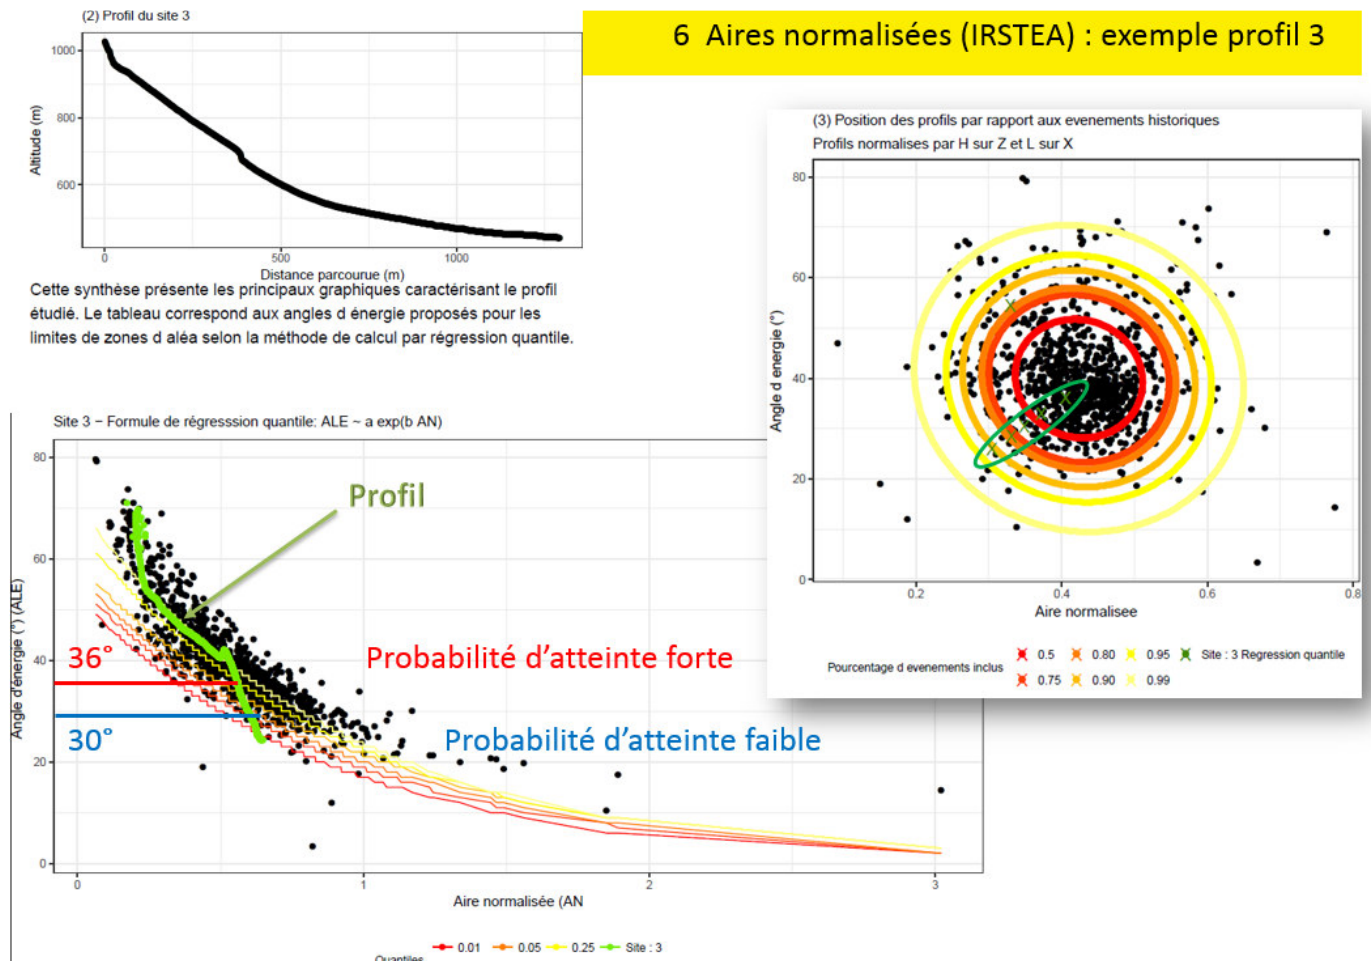 (2) Profil du site 3
6 Aires normalisées (IRSTEA) : exemple profil 3
1000
800
600
Altitude (m)
0
500
1000
Distance parcourue (m)
Cette synthèse présente les principaux graphiques caractérisant le profil
étudié. Le tableau correspond aux angles d énergie proposés pour les
limites de zones d aléa selon la méthode de calcul par régression quantile.
(3) Position des profils par rapport aux evenements historiques
Profils normalises par H sur Z et L sur X
80
60
40
20
0
Angle d energie (°)
0.2
0.4
0.6
0.8
Aire normalisee
Pourcentage d evenements inclus
0.5
0.80
0.95
Site : 3 Regression quantile
0.75
0.90
0.99
Site 3 − Formule de régresssion quantile: ALE ~ a exp(b AN)
80
60
40
20
0
Angle d'énergie (°) (ALE)
Profil
36°
Probabilité d’atteinte forte
30°
Probabilité d’atteinte faible
0
1
2
3
Aire normalisée (AN
Quantiles
0.01
0.05
0.25
Site : 3